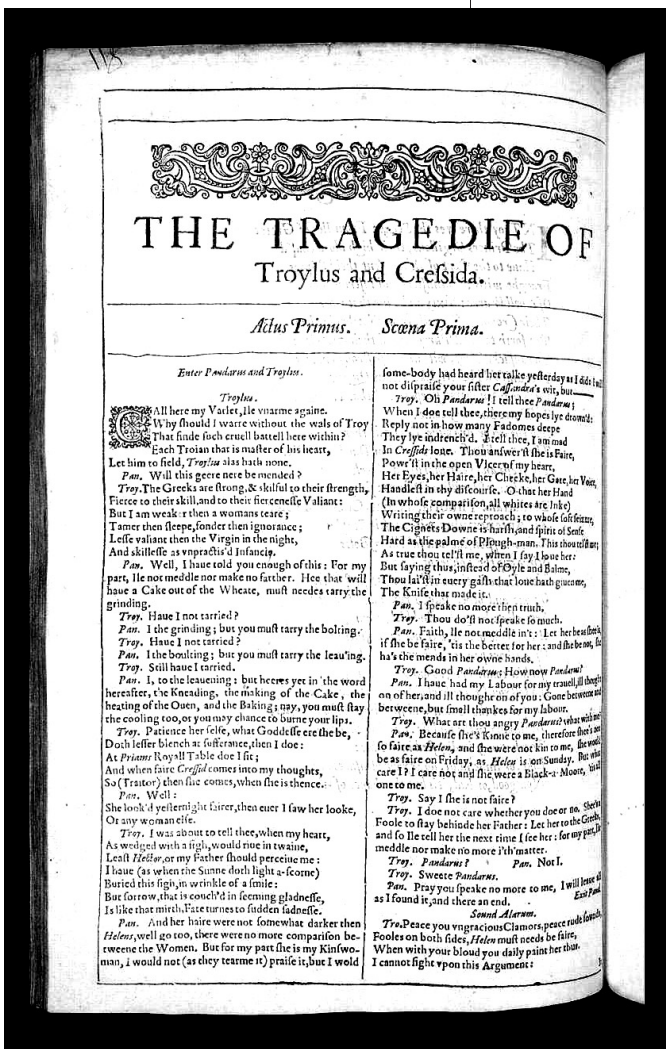 118
THE TRAGEDIE OF
Troylus and Creſsida.
Actus Primus. Scœna Prima.
Enter Pandarus and Troylus.
Troylus.
CAll here my Varlet, Ile vnarme againe.
Why ſhould I warre without the wals of Troy
That finde ſuch cruell battell here within?
Each Troian that is maſter of his heart,
Let him to field, Troylus alas hath none.
Pan. Will this geere nere be mended?
Troy. The Greeks are ſtrong, & skilful to their ſtrength,
Fierce to their skill, and to their fierceneſſe Valiant:
But I am weaker then a womans teare;
Tamer then ſleepe, fonder then ignorance;
Leſſe valiant then the Virgin in the night,
And skilleſſe as vnpractis'd Infancie.
Pan. Well, I haue told you enough of this: For my
part, Ile not meddle nor make no farther. Hee that will
haue a Cake out of the Wheate, muſt needes tarry the
grinding.
Troy. Haue I not tarried?
Pan. I the grinding; but you muſt tarry the bolting.
Troy. Haue I not tarried?
Pan. I the boulting; but you muſt tarry the leau'ing.
Troy. Still haue I tarried.
Pan. I, to the leauening: but heeres yet in the word
hereafter, the Kneading, the making of the Cake, the
heating of the Ouen, and the Baking; nay, you muſt ſtay
the cooling too, or you may chance to burne your lips.
Troy. Patience her ſelfe, what Goddeſſe ere ſhe be,
Doth leſſer blench at ſufferance, then I doe:
At Priams Royall Table doe I ſit;
And when faire Creſſid comes into my thoughts,
So (Traitor) then ſhe comes, when ſhe is thence.
Pan. Well:
She look'd yeſternight fairer, then euer I ſaw her looke,
Or any woman elſe.
Troy. I was about to tell thee, when my heart,
As wedged with a ſigh, would riue in twaine,
Leaſt Hector, or my Father ſhould perceiue me:
I haue (as when the Sunne doth light a-ſcorne)
Buried this ſigh, in wrinkle of a ſmile:
But ſorrow, that is couch'd in ſeeming gladneſſe,
Is like that mirth, Fate turnes to ſudden ſadneſſe.
Pan. And her haire were not ſomewhat darker then
Helens, well go too, there were no more compariſon be-
tweene the Women. But for my part ſhe is my Kinſwo-
man, I would not (as they tearme it) praiſe it, but I wold
ſome-body had heard her talke yeſterday as I did: I will
not diſpraiſe your ſiſter Caſſandra's wit, but——
Troy. Oh Pandarus! I tell thee Pandarus;
When I doe tell thee, there my hopes lye drown'd:
Reply not in how many Fadomes deepe
They lye indrench'd. I tell thee, I am mad
In Creſſids loue. Thou anſwer'ſt ſhe is Faire,
Powr'ſt in the open Vlcer of my heart,
Her Eyes, her Haire, her Cheeke, her Gate, her Voice,
Handleſt in thy diſcourſe. O that her Hand
(In whoſe compariſon, all whites are Inke)
Writing their owne reproach; to whoſe ſoft ſeizure,
The Cignets Downe is harſh, and ſpirit of Senſe
Hard as the palme of Plough-man. This thou tel'ſt me;
As true thou tel'ſt me, when I ſay I loue her:
But ſaying thus, inſtead of Oyle and Balme,
Thou lai'ſt in euery gaſh that loue hath giuen me,
The Knife that made it.
Pan. I ſpeake no more then truth.
Troy. Thou do'ſt not ſpeake ſo much.
Pan. Faith, Ile not meddle in't: Let her be as ſhee is,
if ſhe be faire, 'tis the better for her: and ſhe be not, ſhe
ha's the mends in her owne hands.
Troy. Good Pandarus: How now Pandarus?
Pan. I haue had my Labour for my trauell, ill thought
on of her, and ill thought on of you: Gone betweene and
betweene, but ſmall thankes for my labour.
Troy. What art thou angry Pandarus? what with me?
Pan. Becauſe ſhe's Kinne to me, therefore ſhee's not
ſo faire as Helen, and ſhe were not kin to me, ſhe would
be as faire on Friday, as Helen is on Sunday. But what
care I? I care not and ſhe were a Black-a-Moore, 'tis all
one to me.
Troy. Say I ſhe is not faire?
Troy. I doe not care whether you doe or no. Shee's a
Foole to ſtay behinde her Father: Let her to the Greeks,
and ſo Ile tell her the next time I ſee her: for my part, Ile
meddle nor make no more i'th'matter.
Troy. Pandarus? Pan. Not I.
Troy. Sweete Pandarus.
Pan. Pray you ſpeake no more to me, I will leaue all
as I found it, and there an end. Exit Pand.
Sound Alarum.
Tro. Peace you vngracious Clamors, peace rude ſounds,
Fooles on both ſides, Helen muſt needs be faire,
When with your bloud you daily paint her thus.
I cannot fight vpon this Argument: